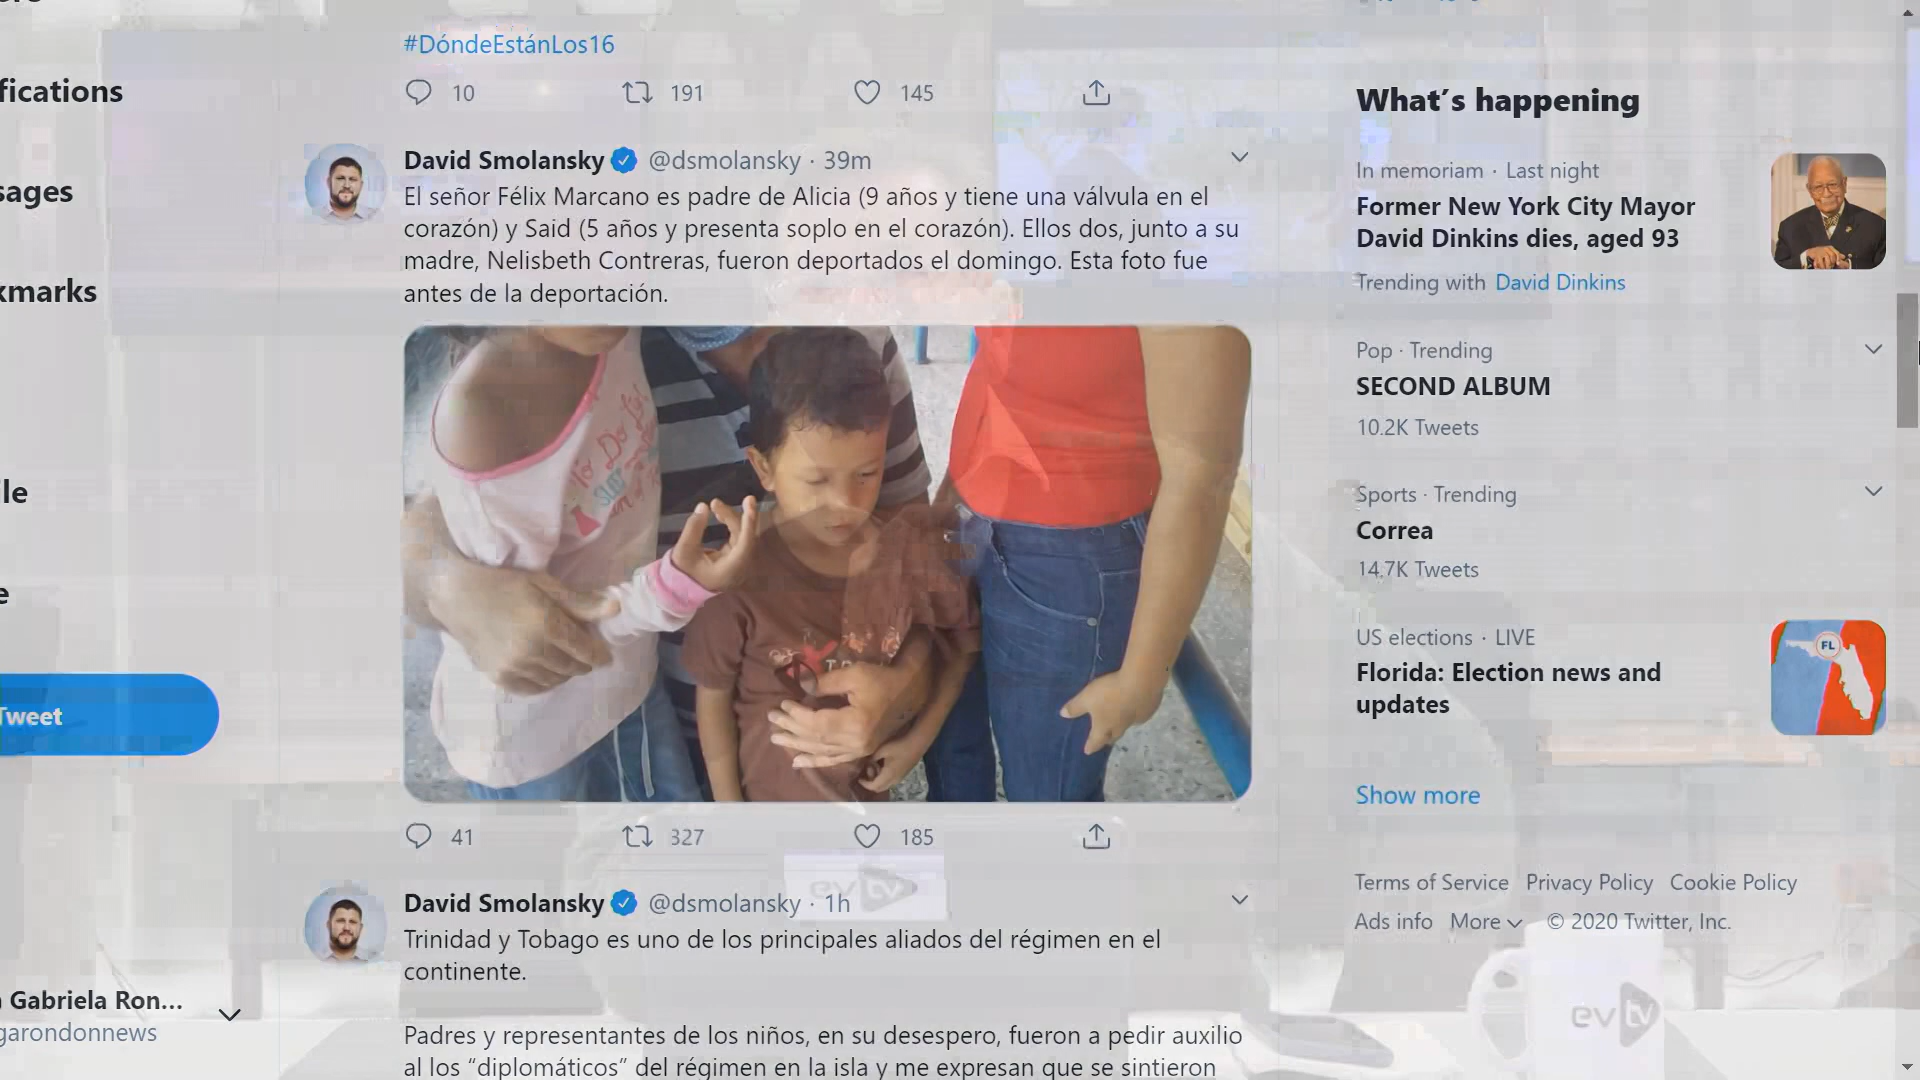 #DóndeEstánLos16
10 191 145
fications
What's happening
David Smolansky @dsmolansky · 39m
El señor Félix Marcano es padre de Alicia (9 años y tiene una válvula en el
corazón) y Said (5 años y presenta soplo en el corazón). Ellos dos, junto a su
madre, Nelisbeth Contreras, fueron deportados el domingo. Esta foto fue
antes de la deportación.
In memoriam · Last night
Former New York City Mayor
David Dinkins dies, aged 93
Trending with David Dinkins
sages
kmarks
Pop · Trending
SECOND ALBUM
10.2K Tweets
Sports · Trending
Correa
14.7K Tweets
le
e
US elections · LIVE
Florida: Election news and
updates
FL
Tweet
Show more
41 327 185
Terms of Service Privacy Policy Cookie Policy
Ads info More © 2020 Twitter, Inc.
evtv
David Smolansky @dsmolansky · 1h
Trinidad y Tobago es uno de los principales aliados del régimen en el
continente.
Padres y representantes de los niños, en su desespero, fueron a pedir auxilio
al los “diplomáticos” del régimen en la isla y me expresan que se sintieron
Gabriela Ron...
garondonnews
evtv